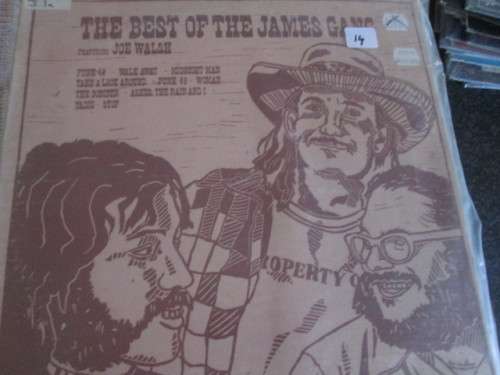 THE BEST OF THE JAMES GANG
FEATURING JOE WALSH
14
FUNK 49 WALK AWAY MIDNIGHT MAN
TAKE A LOOK AROUND FUNK 48 WOMAN
THE BOMBER ASHES, THE RAIN AND I
YADIG STOP
PROPERTY O